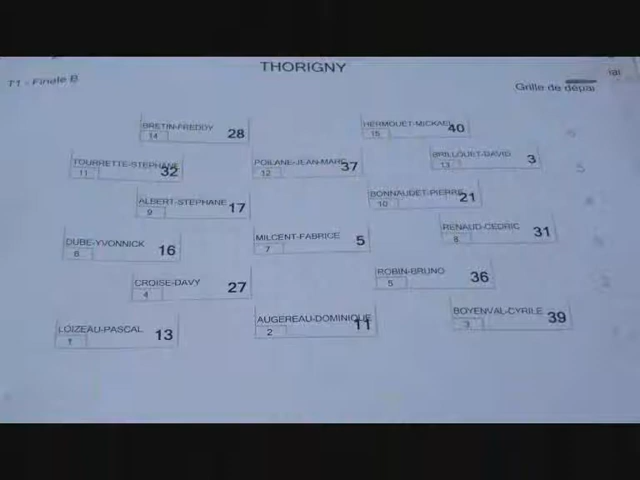 THORIGNY
T1 - Finale B
Grille de départ
BRETIN-FREDDY 14 28
HERMOUET-MICKAEL 15 40
TOURRETTE-STEPHANE 11 32
POILANE-JEAN-MARC 12 37
BRILLOUET-DAVID 13 3
ALBERT-STEPHANE 9 17
BONNAUDET-PIERRE 10 21
DUBE-YVONNICK 6 16
MILCENT-FABRICE 7 5
RENAUD-CEDRIC 8 31
CROISE-DAVY 4 27
ROBIN-BRUNO 5 36
LOIZEAU-PASCAL 1 13
AUGEREAU-DOMINIQUE 2 11
BOYENVAL-CYRILE 3 39